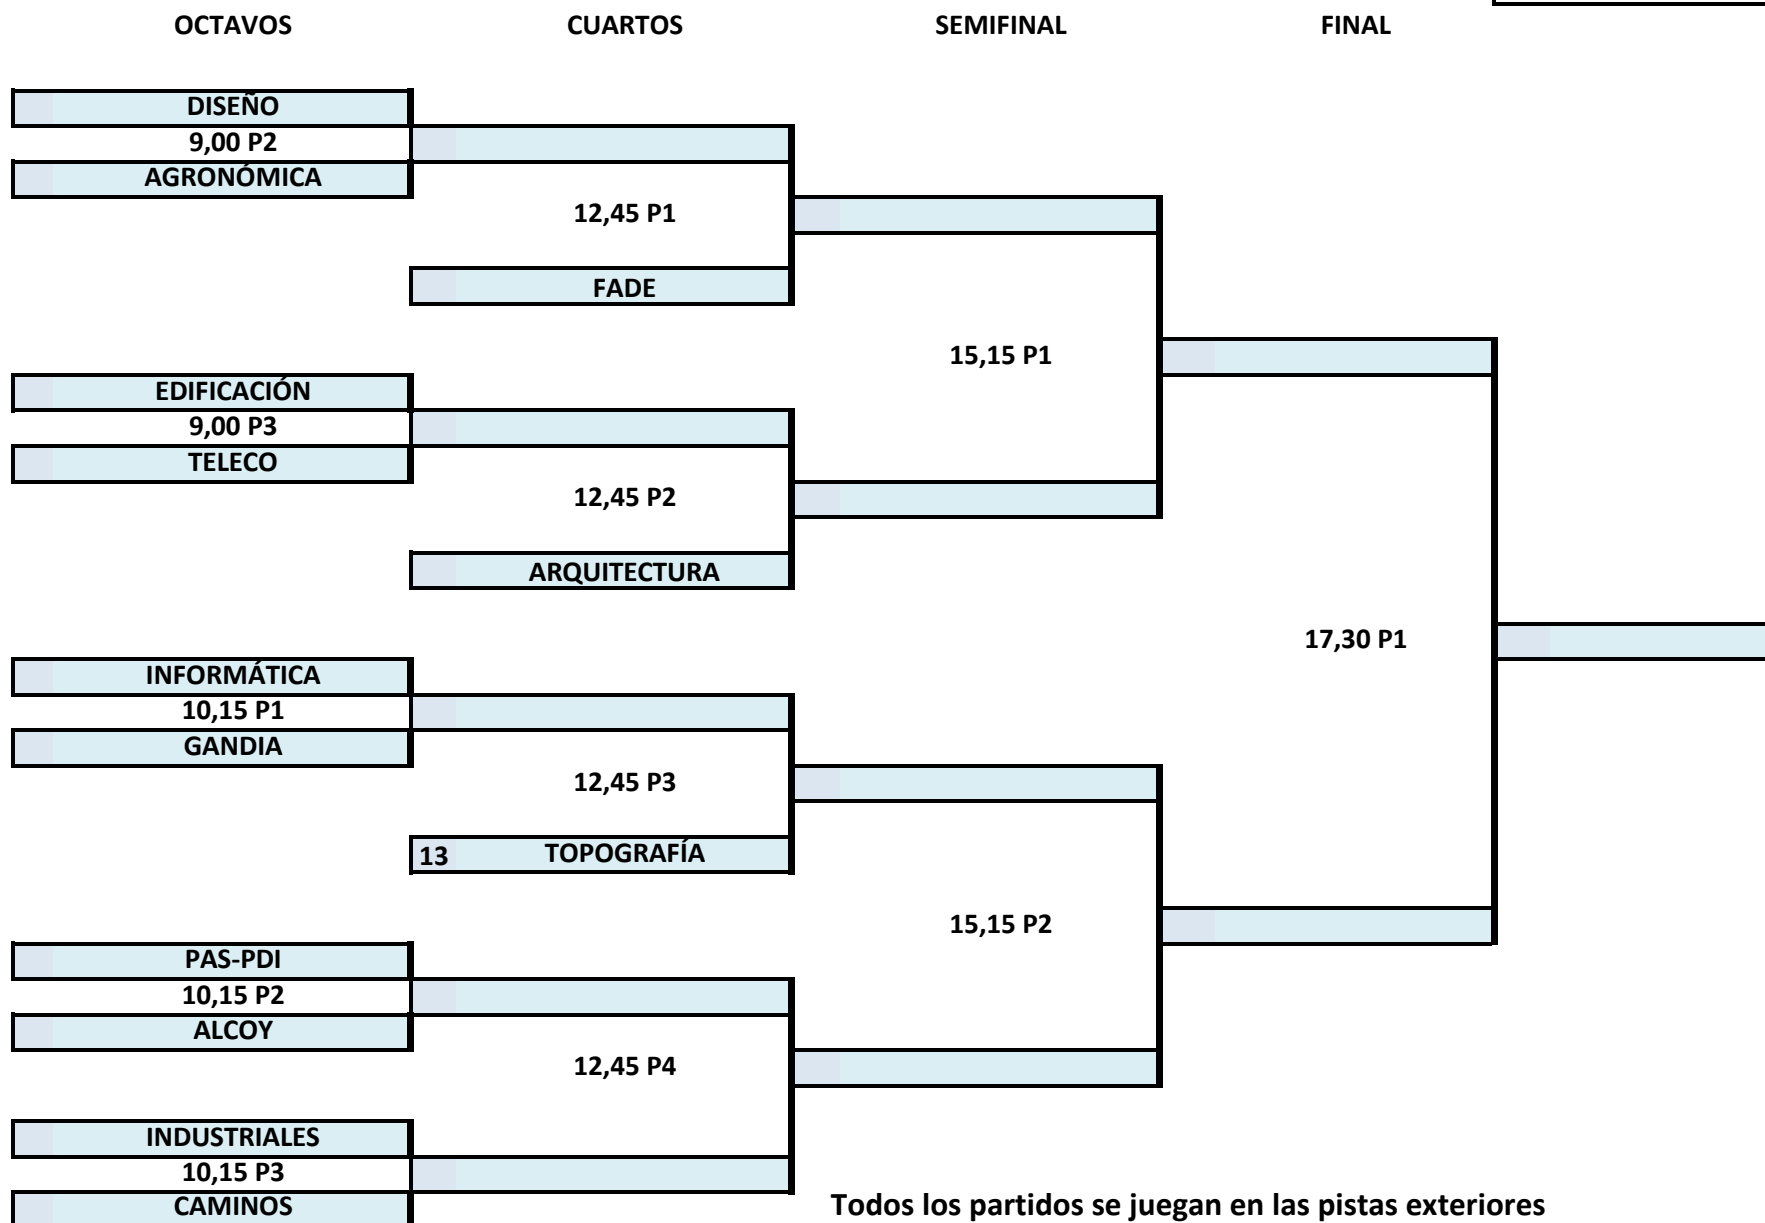 OCTAVOS CUARTOS SEMIFINAL FINAL
DISEÑO
9,00 P2
AGRONÓMICA
12,45 P1
FADE
15,15 P1
EDIFICACIÓN
9,00 P3
TELECO
12,45 P2
ARQUITECTURA
17,30 P1
INFORMÁTICA
10,15 P1
GANDIA
12,45 P3
13 TOPOGRAFÍA
15,15 P2
PAS-PDI
10,15 P2
ALCOY
12,45 P4
INDUSTRIALES
10,15 P3
CAMINOS
Todos los partidos se juegan en las pistas exteriores